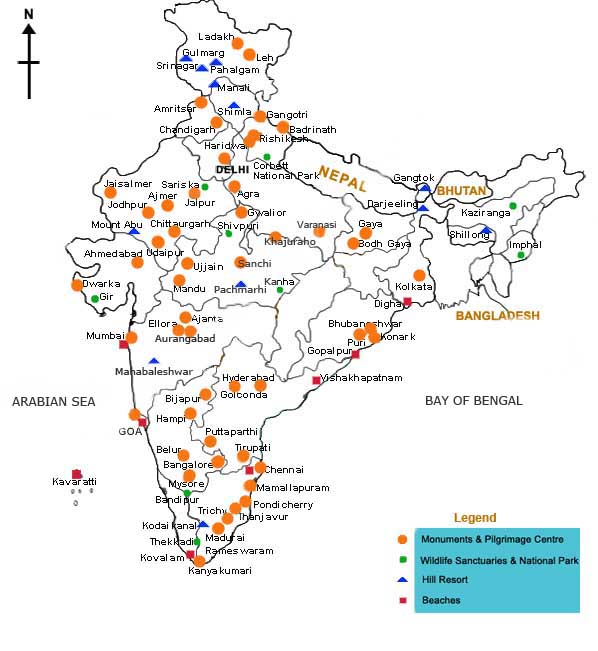 N
Ladakh
Gulmarg
Leh
Srinagar
Pahalgam
Manali
Amritsar
Shimla
Gangotri
Chandigarh
Badrinath
Rishikesh
Haridwar
Corbett
National Park
DELHI
NEPAL
Gangtok
BHUTAN
Jaisalmer
Sariska
Ajmer
Agra
Jaipur
Jodhpur
Darjeeling
Kaziranga
Gwalior
Mount Abu
Chittaurgarh
Shivpuri
Varanasi
Gaya
Khajuraho
Bodh Gaya
Shillong
Imphal
Ahmedabad
Udaipur
Ujjain
Sanchi
Dwarka
Gir
Mandu
Pachmarhi
Kanha
Kolkata
Digha
BANGLADESH
Ajanta
Ellora
Aurangabad
Mumbai
Bhubaneshwar
Puri
Konark
Gopalpur
Mahabaleshwar
Hyderabad
Vishakhapatnam
Golconda
Bijapur
ARABIAN SEA
BAY OF BENGAL
Hampi
GOA
Puttaparthi
Belur
Tirupati
Bangalore
Chennai
Kavaratti
Mysore
Mamallapuram
Bandipur
Pondicherry
Trichy
Thanjavur
Kodaikanal
Madurai
Thekkadi
Rameswaram
Kovalam
Kanyakumari
Legend
Monuments & Pilgrimage Centre
Wildlife Sanctuaries & National Park
Hill Resort
Beaches